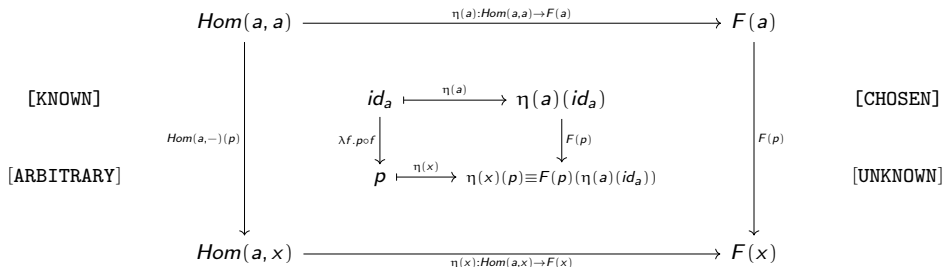 Hom(a, a) η(a):Hom(a,a)→F(a) F(a)
[KNOWN] id_a η(a) η(a)(id_a) [CHOSEN]
Hom(a,−)(p) λf.p∘f F(p) F(p)
[ARBITRARY] p η(x) η(x)(p)≡F(p)(η(a)(id_a)) [UNKNOWN]
Hom(a, x) η(x):Hom(a,x)→F(x) F(x)